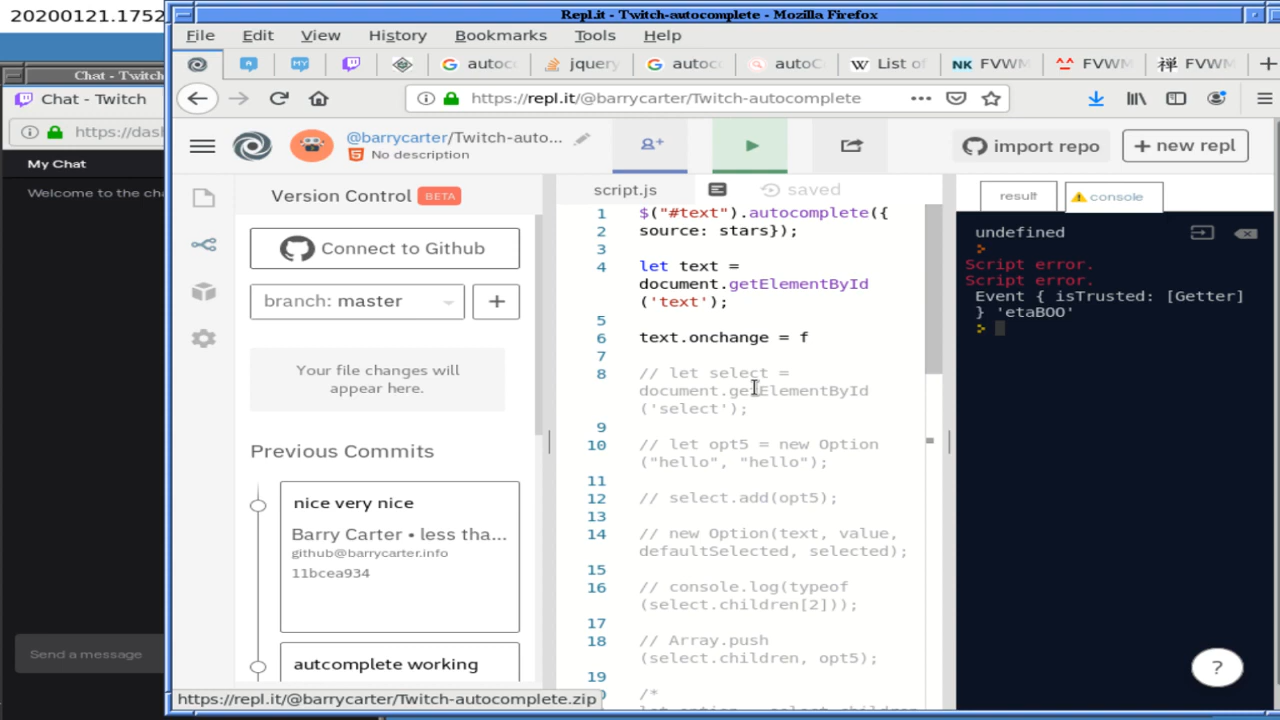 20200121.1752
Repl.it - Twitch-autocomplete - Mozilla Firefox
File Edit View History Bookmarks Tools Help
Chat - Twitch
autoc jquery autoc autoC List of NK FVWM FVWM 禅 FVWM
Chat - Twitch
https://repl.it/@barrycarter/Twitch-autocomplete
https://das
My Chat
Welcome to the cha
Send a message
@barrycarter/Twitch-auto...
No description
import repo
+ new repl
Version Control BETA
Connect to Github
branch: master
+
Your file changes will
appear here.
Previous Commits
nice very nice
Barry Carter • less tha...
github@barrycarter.info
11bcea934
autcomplete working
https://repl.it/@barrycarter/Twitch-autocomplete.zip
script.js saved
1 $("#text").autocomplete({
2 source: stars});
3
4 let text =
document.getElementById
('text');
5
6 text.onchange = f
7
8 // let select =
document.getElementById
('select');
9
10 // let opt5 = new Option
("hello", "hello");
11
12 // select.add(opt5);
13
14 // new Option(text, value,
defaultSelected, selected);
15
16 // console.log(typeof
(select.children[2]));
17
18 // Array.push
(select.children, opt5);
19
/*
result console
undefined
Script error.
Script error.
Event { isTrusted: [Getter]
} 'etaBOO'
?